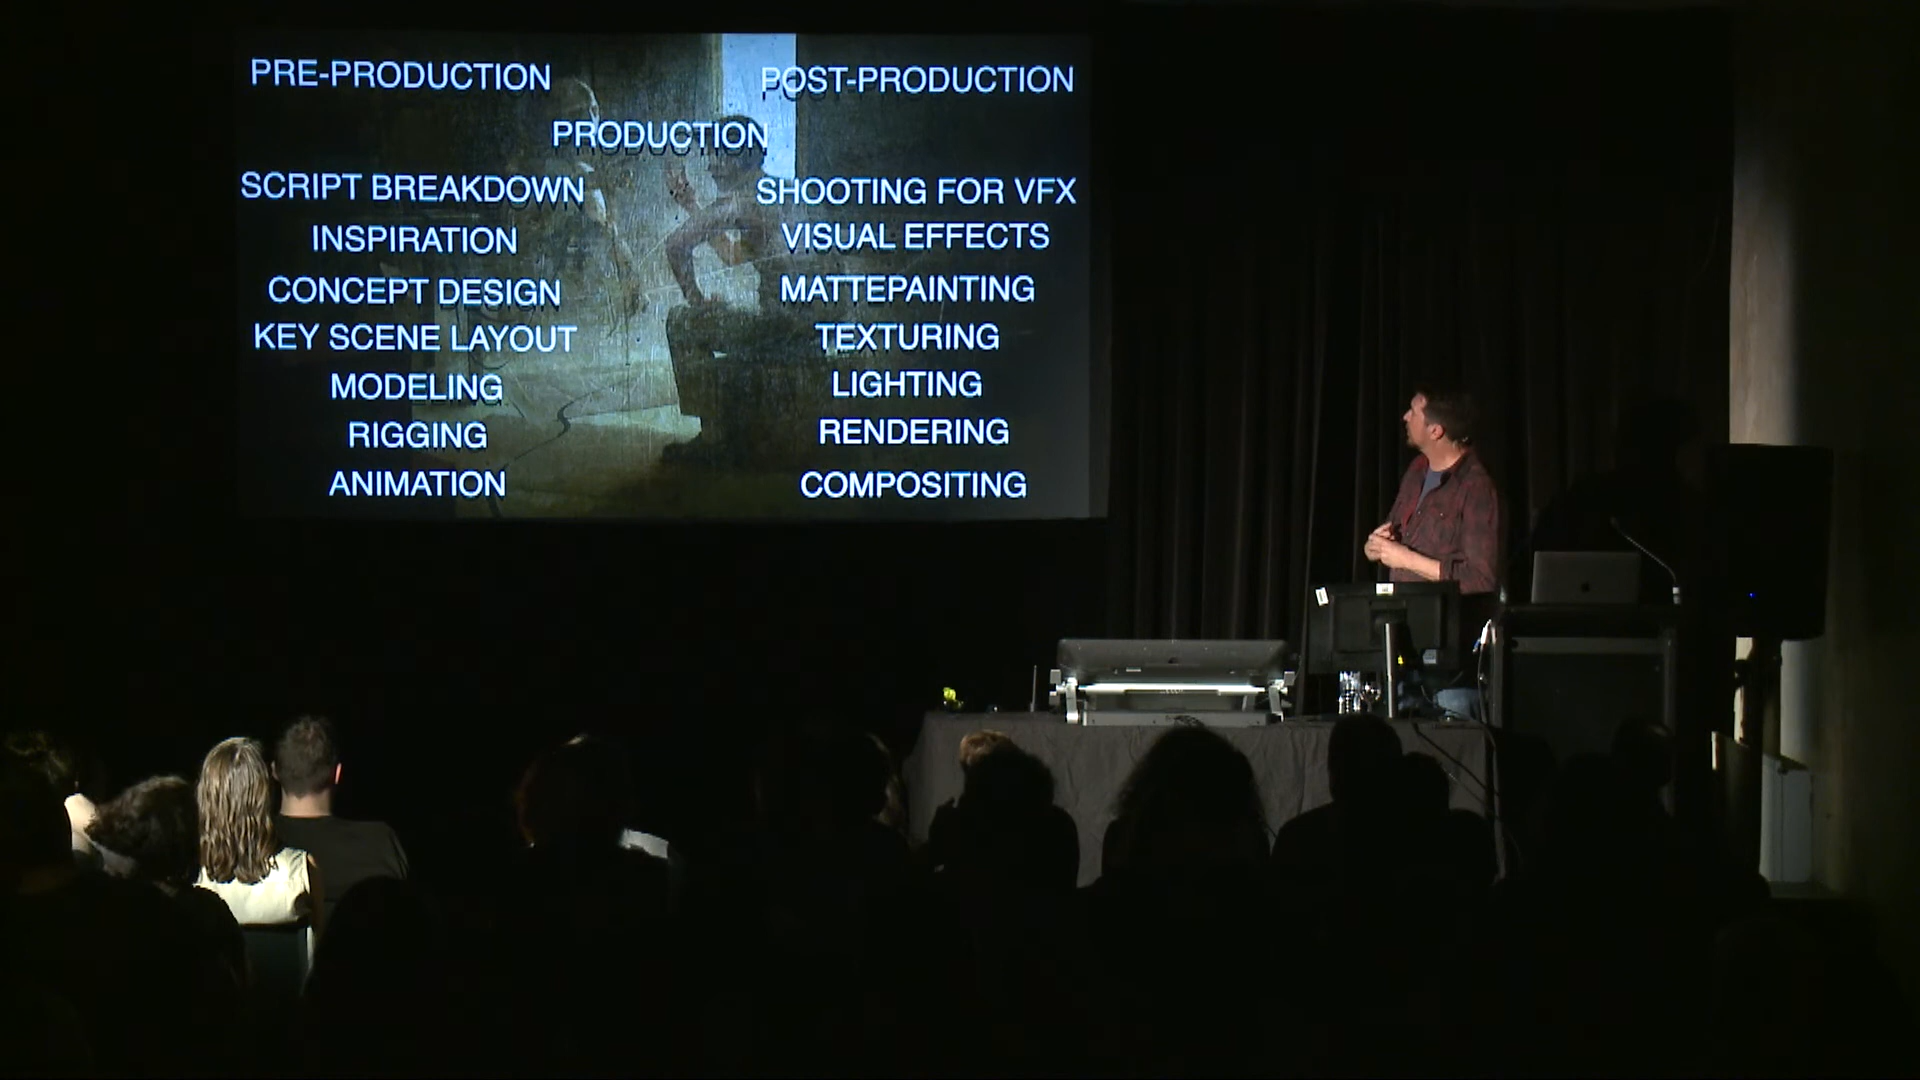 PRE-PRODUCTION
POST-PRODUCTION
PRODUCTION
SCRIPT BREAKDOWN
SHOOTING FOR VFX
INSPIRATION
VISUAL EFFECTS
CONCEPT DESIGN
MATTEPAINTING
KEY SCENE LAYOUT
TEXTURING
MODELING
LIGHTING
RIGGING
RENDERING
ANIMATION
COMPOSITING